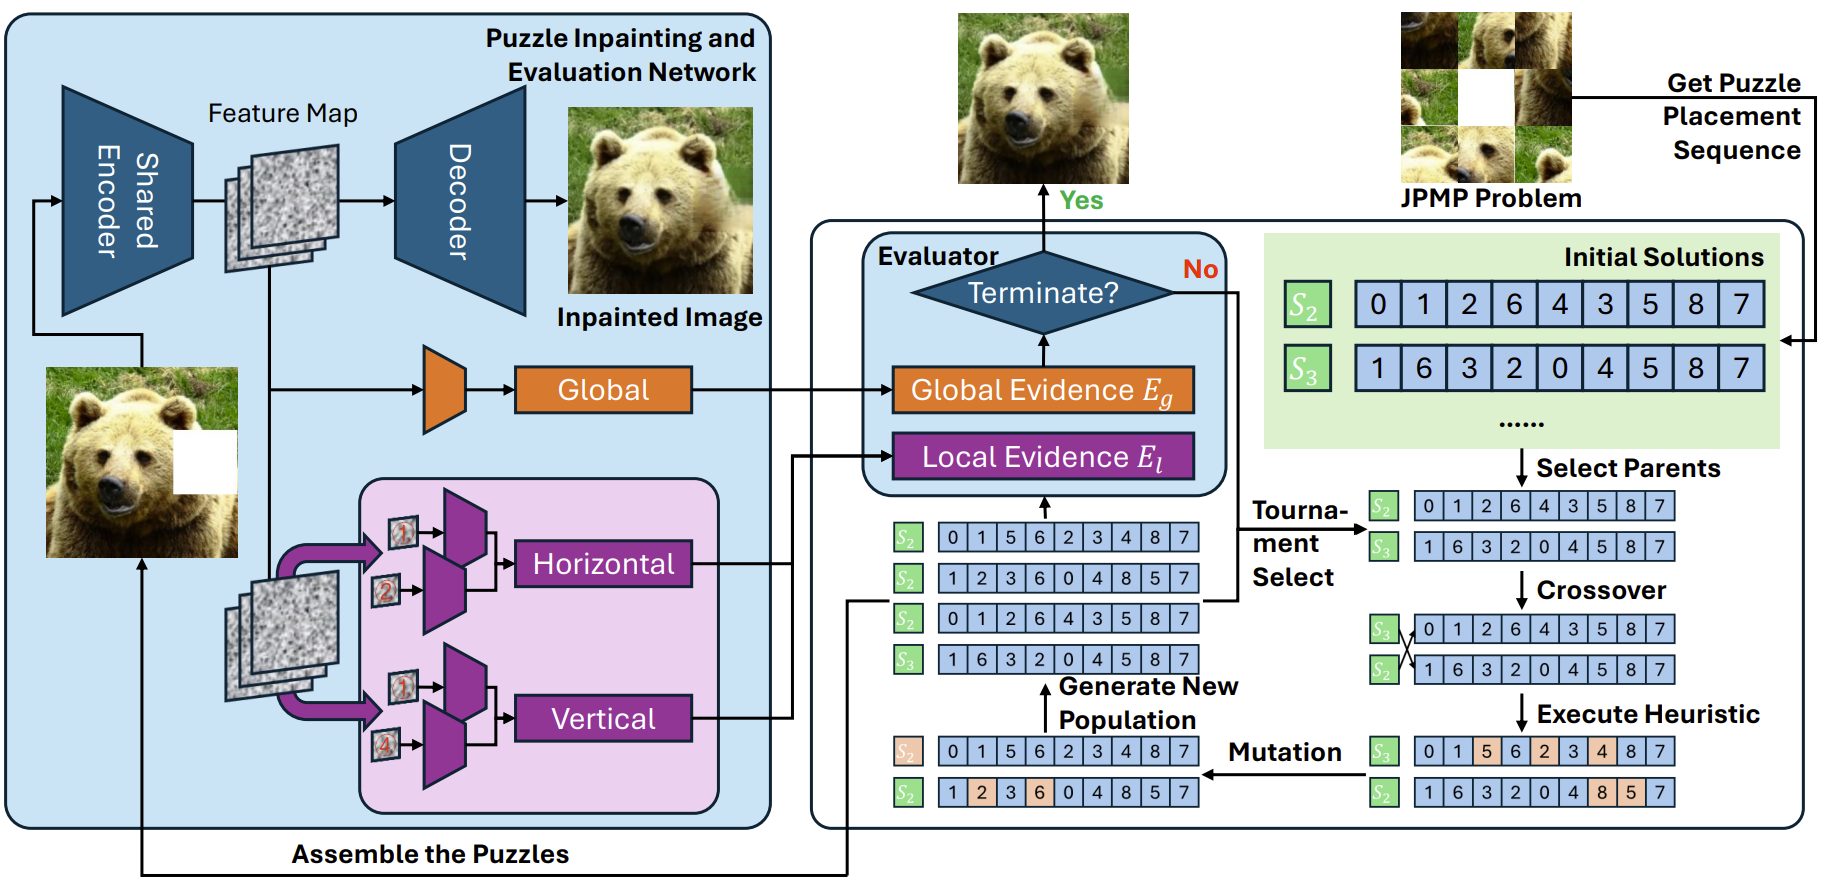 Puzzle Inpainting and
Evaluation Network
Shared
Encoder
Feature Map
Decoder
Inpainted Image
Global
1
2
Horizontal
1
4
Vertical
Assemble the Puzzles
Yes
JPMP Problem
Get Puzzle
Placement
Sequence
Evaluator
Terminate?
No
Global Evidence E_g
Local Evidence E_l
Initial Solutions
S_2 0 1 2 6 4 3 5 8 7
S_3 1 6 3 2 0 4 5 8 7
......
Select Parents
S_2 0 1 2 6 4 3 5 8 7
S_3 1 6 3 2 0 4 5 8 7
Crossover
S_3 0 1 2 6 4 3 5 8 7
S_2 1 6 3 2 0 4 5 8 7
Execute Heuristic
S_3 0 1 5 6 2 3 4 8 7
S_2 1 6 3 2 0 4 8 5 7
Mutation
S_2 0 1 5 6 2 3 4 8 7
S_2 1 2 3 6 0 4 8 5 7
Generate New
Population
S_2 0 1 5 6 2 3 4 8 7
S_2 1 2 3 6 0 4 8 5 7
S_2 0 1 2 6 4 3 5 8 7
S_3 1 6 3 2 0 4 5 8 7
Tourna-
ment
Select